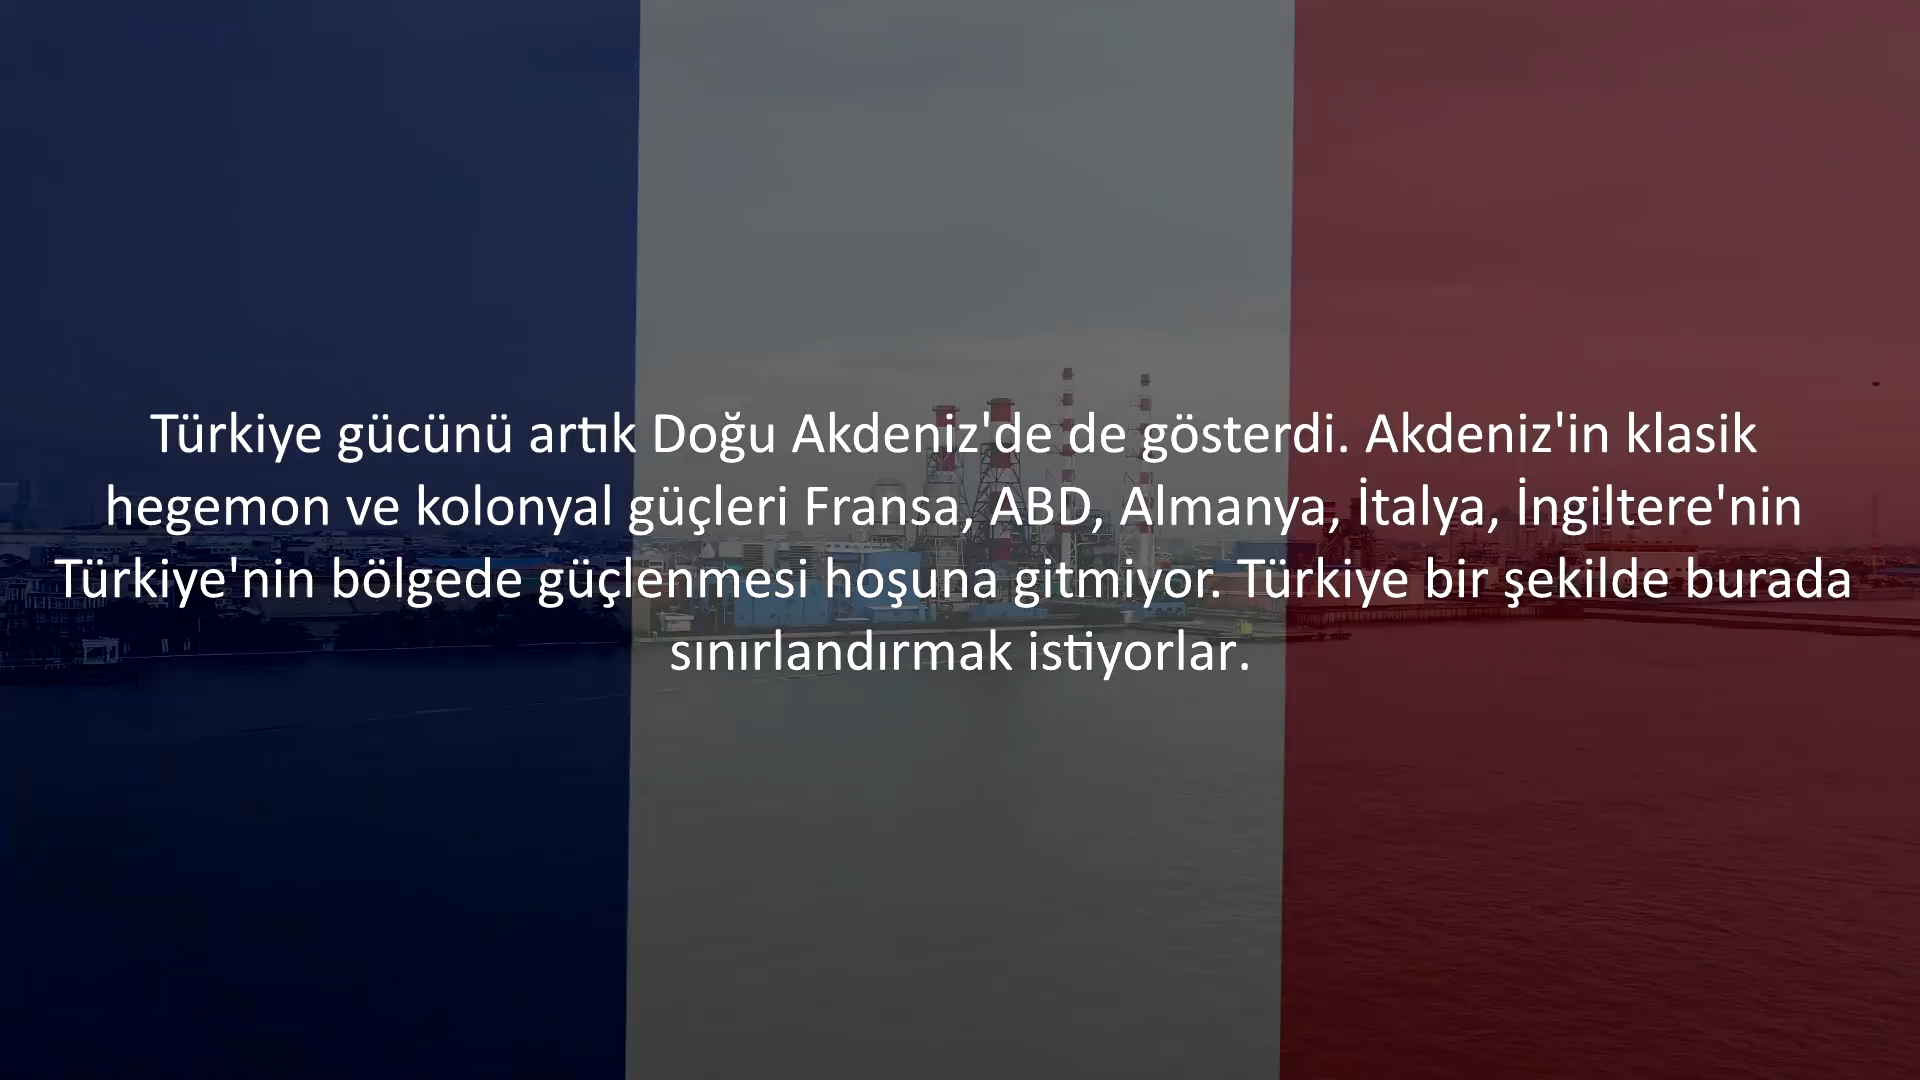 Türkiye gücünü artık Doğu Akdeniz'de de gösterdi. Akdeniz'in klasik
hegemon ve kolonyal güçleri Fransa, ABD, Almanya, İtalya, İngiltere'nin
Türkiye'nin bölgede güçlenmesi hoşuna gitmiyor. Türkiye bir şekilde burada
sınırlandırmak istiyorlar.